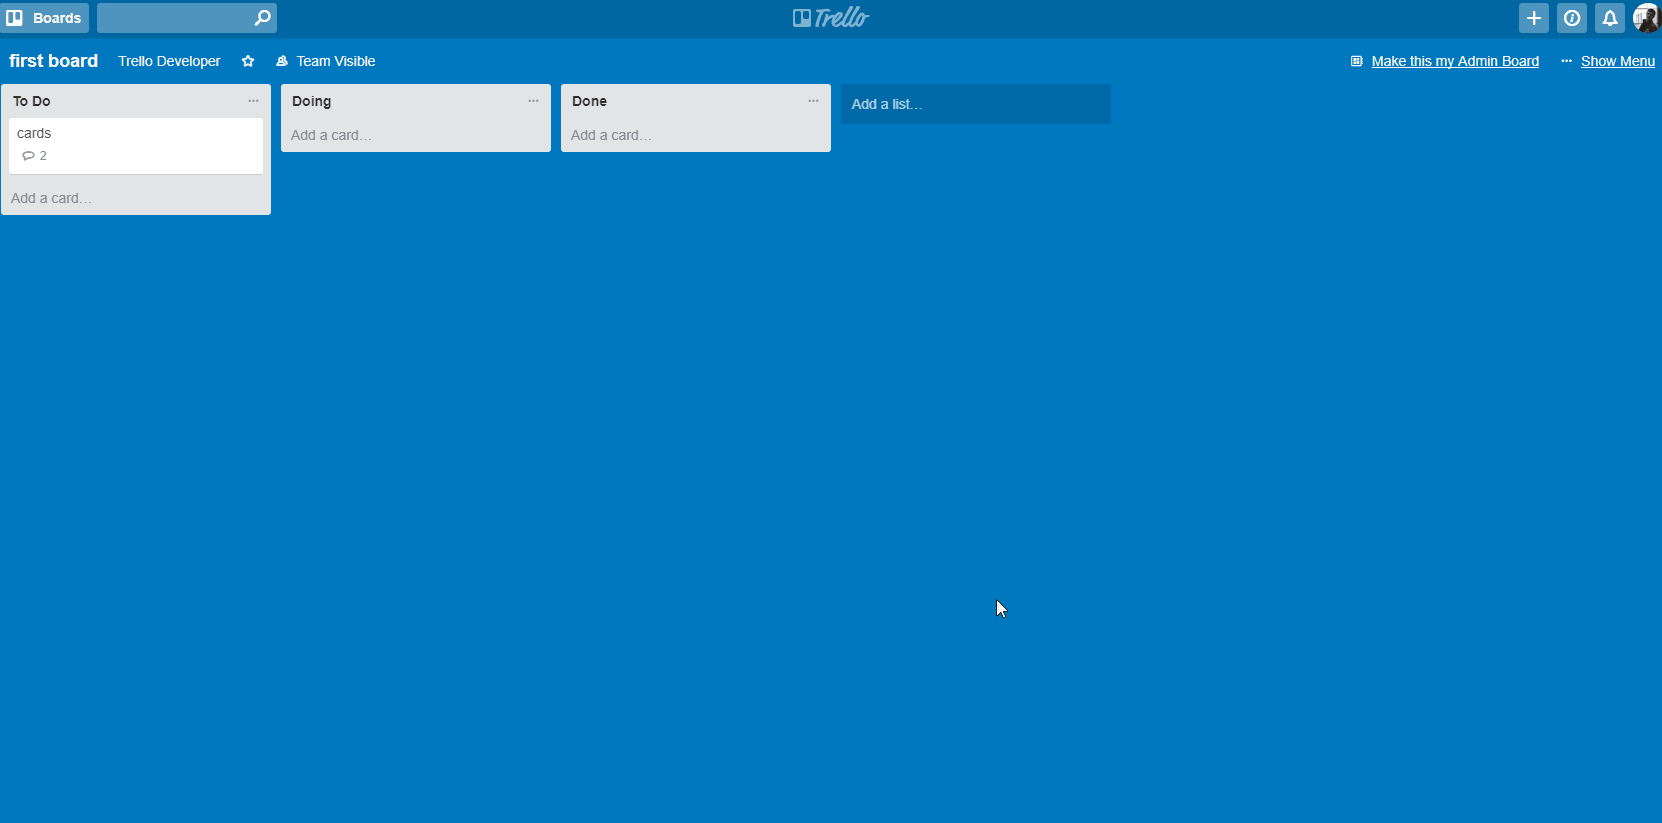 Boards
Trello
first board Trello Developer Team Visible Make this my Admin Board ... Show Menu
To Do ...
cards
2
Add a card…
Doing ...
Add a card…
Done ...
Add a card…
Add a list…